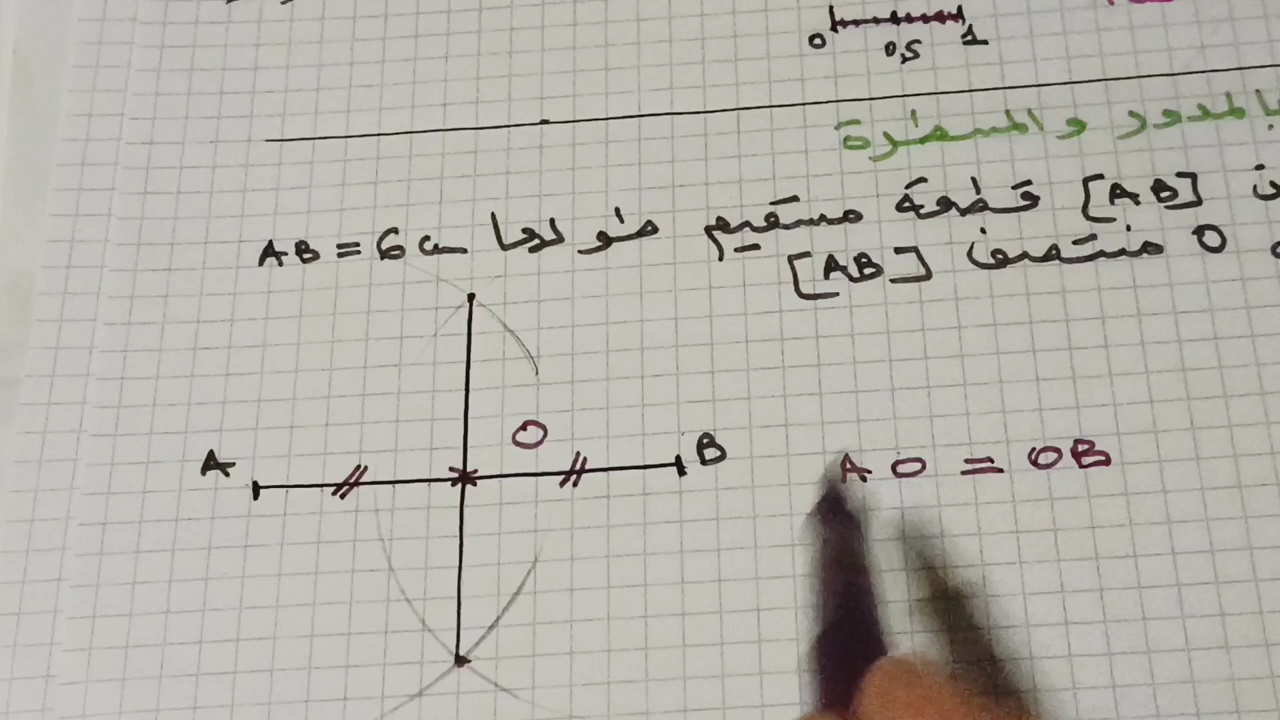 0 0,5 1
بالمدور والمسطرة
[AB] قطعة مستقيم طولها AB = 6 cm
O منتصف [AB]
O
A B
AO = OB